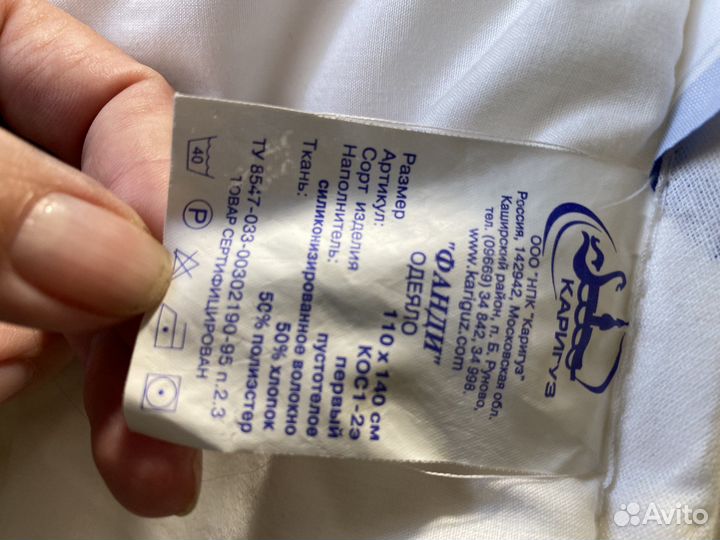 КАРИГУЗ
ООО "НПК "Каригуз"
Россия, 142942, Московская обл.
Каширский район, п. Б. Руново,
тел. (09669) 34 842, 34 998.
www.kariguz.com
"ФАНДИ"
ОДЕЯЛО
Размер 110 х 140 см
Артикул: КОС1-2э
Сорт изделия первый
Наполнитель: пустотелое
силиконизированное волокно
Ткань: 50% хлопок
50% полиэстер
ТУ 8547-033-00302190-95 п.2.3
ТОВАР СЕРТИФИЦИРОВАН
40
P
Avito